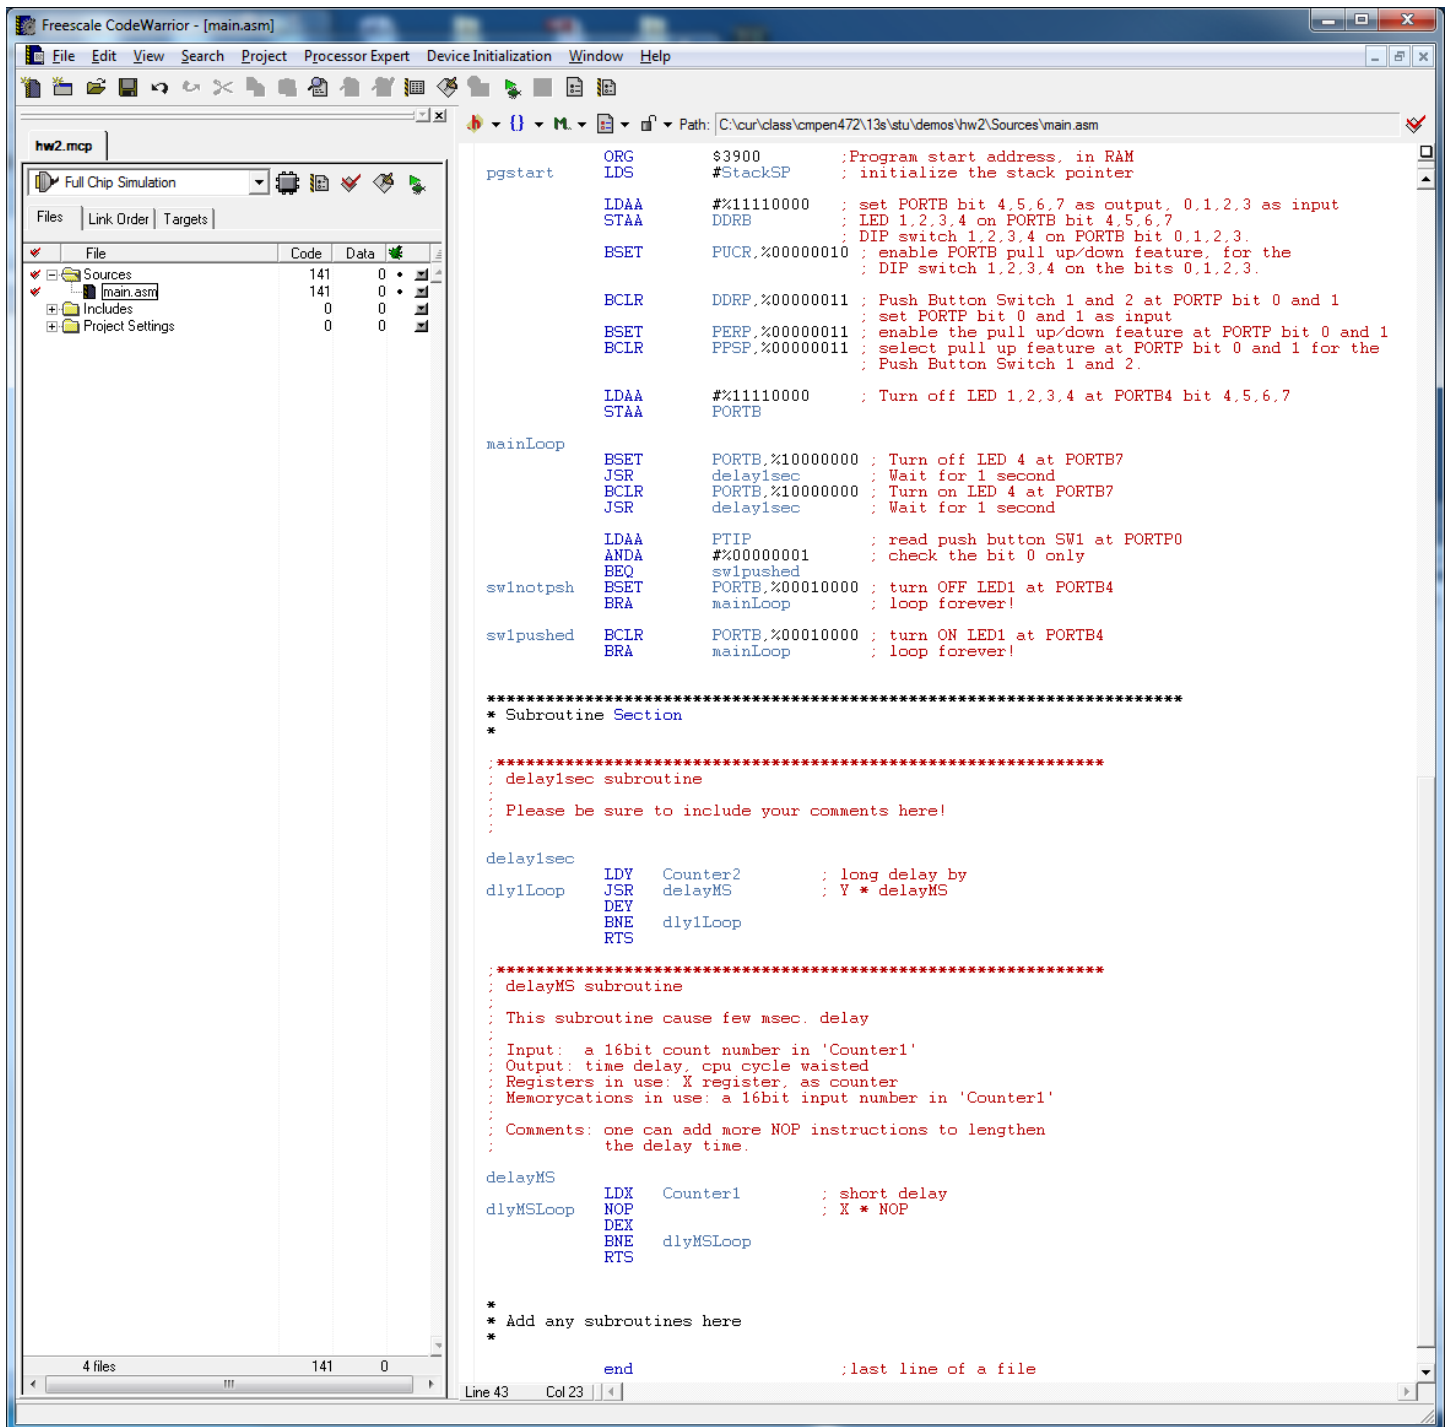 Freescale CodeWarrior - [main.asm]
File Edit View Search Project Processor Expert Device Initialization Window Help
hw2.mcp
Full Chip Simulation
Files Link Order Targets
File Code Data
Sources 141 0
main.asm 141 0
Includes 0 0
Project Settings 0 0
4 files 141 0
M. Path: C:\cur\class\cmpen472\13s\stu\demos\hw2\Sources\main.asm
ORG $3900 ;Program start address, in RAM
pgstart LDS #StackSP ; initialize the stack pointer
LDAA #%11110000 ; set PORTB bit 4,5,6,7 as output, 0,1,2,3 as input
STAA DDRB ; LED 1,2,3,4 on PORTB bit 4,5,6,7
; DIP switch 1,2,3,4 on PORTB bit 0,1,2,3.
BSET PUCR,%00000010 ; enable PORTB pull up/down feature, for the
; DIP switch 1,2,3,4 on the bits 0,1,2,3.
BCLR DDRP,%00000011 ; Push Button Switch 1 and 2 at PORTP bit 0 and 1
; set PORTP bit 0 and 1 as input
BSET PERP,%00000011 ; enable the pull up/down feature at PORTP bit 0 and 1
BCLR PPSP,%00000011 ; select pull up feature at PORTP bit 0 and 1 for the
; Push Button Switch 1 and 2.
LDAA #%11110000 ; Turn off LED 1,2,3,4 at PORTB4 bit 4,5,6,7
STAA PORTB
mainLoop
BSET PORTB,%10000000 ; Turn off LED 4 at PORTB7
JSR delay1sec ; Wait for 1 second
BCLR PORTB,%10000000 ; Turn on LED 4 at PORTB7
JSR delay1sec ; Wait for 1 second
LDAA PTIP ; read push button SW1 at PORTP0
ANDA #%00000001 ; check the bit 0 only
BEQ sw1pushed
sw1notpsh BSET PORTB,%00010000 ; turn OFF LED1 at PORTB4
BRA mainLoop ; loop forever!
sw1pushed BCLR PORTB,%00010000 ; turn ON LED1 at PORTB4
BRA mainLoop ; loop forever!
***********************************************************************
* Subroutine Section
*
;**************************************************************
; delay1sec subroutine
;
; Please be sure to include your comments here!
;
delay1sec
LDY Counter2 ; long delay by
dly1Loop JSR delayMS ; Y * delayMS
DEY
BNE dly1Loop
RTS
;**************************************************************
; delayMS subroutine
;
; This subroutine cause few msec. delay
;
; Input: a 16bit count number in 'Counter1'
; Output: time delay, cpu cycle waisted
; Registers in use: X register, as counter
; Memorycations in use: a 16bit input number in 'Counter1'
;
; Comments: one can add more NOP instructions to lengthen
; the delay time.
delayMS
LDX Counter1 ; short delay
dlyMSLoop NOP ; X * NOP
DEX
BNE dlyMSLoop
RTS
*
* Add any subroutines here
*
end ;last line of a file
Line 43 Col 23